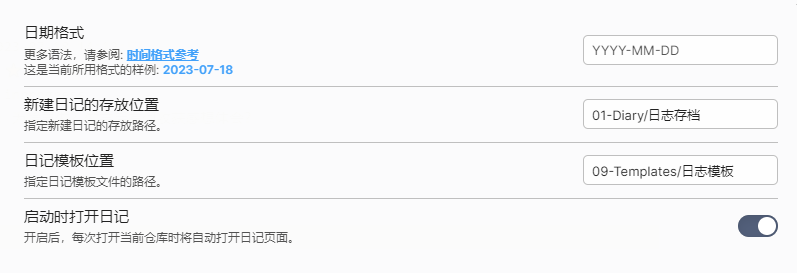 日期格式
更多语法，请参阅: 时间格式参考
这是当前所用格式的样例: 2023-07-18
YYYY-MM-DD
新建日记的存放位置
指定新建日记的存放路径。
01-Diary/日志存档
日记模板位置
指定日记模板文件的路径。
09-Templates/日志模板
启动时打开日记
开启后，每次打开当前仓库时将自动打开日记页面。